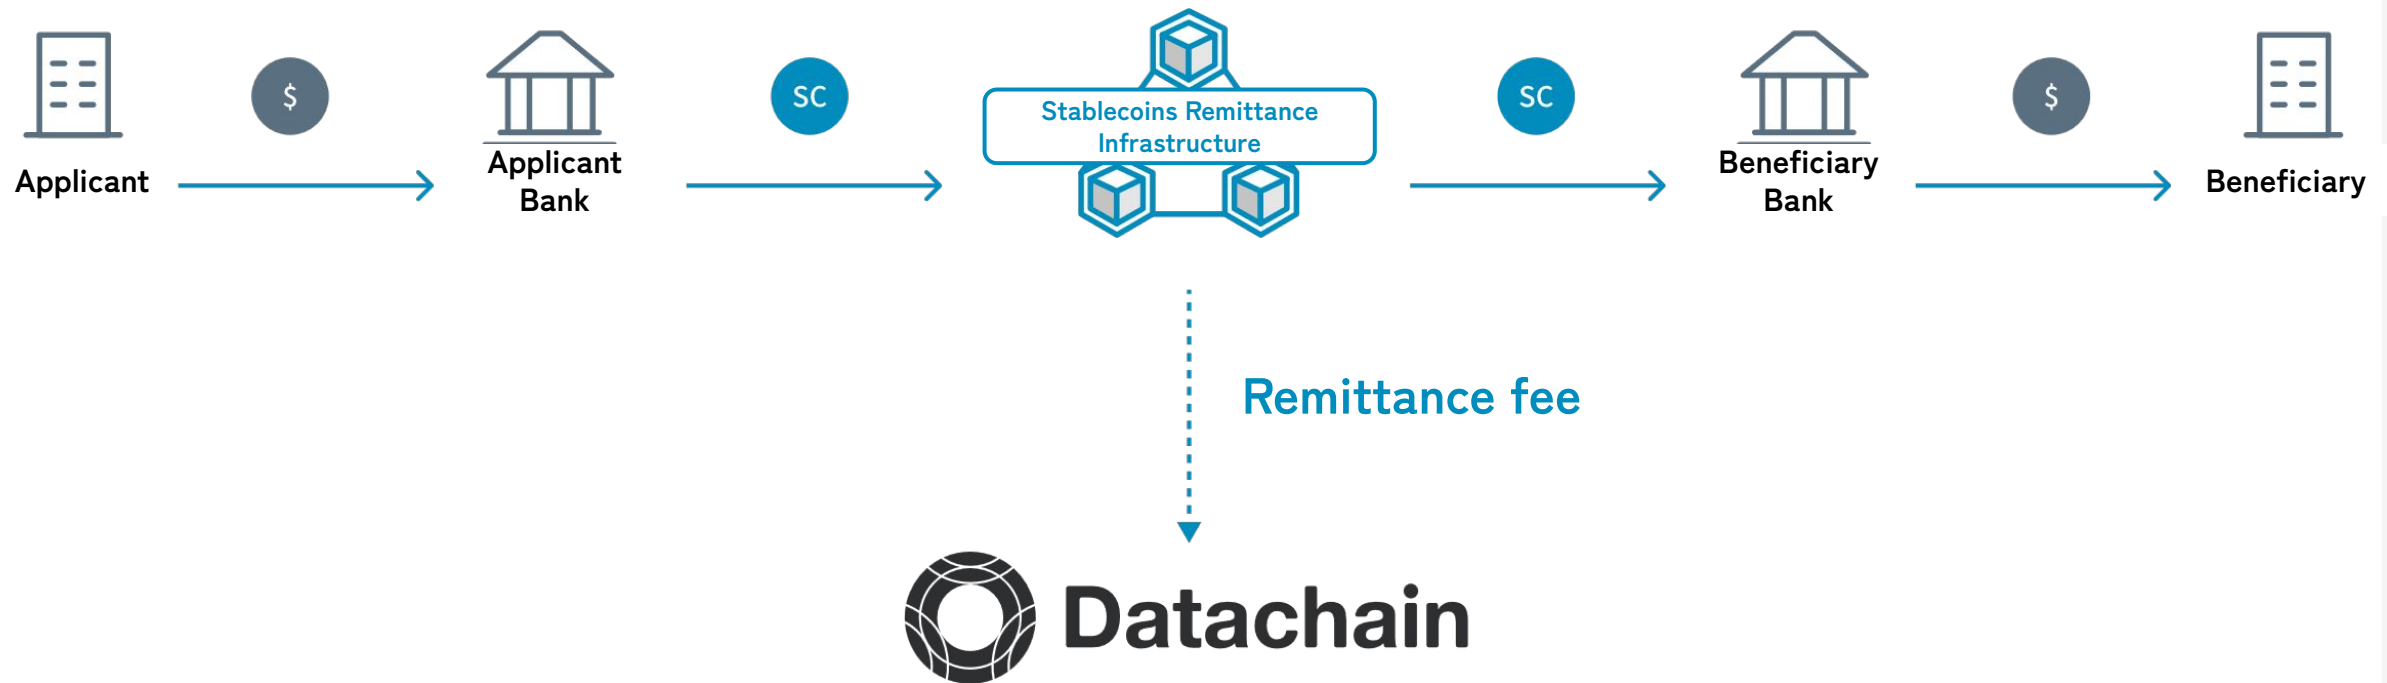 $
SC
Stablecoins Remittance
Infrastructure
SC
$
Applicant
Applicant
Bank
Beneficiary
Bank
Beneficiary
Remittance fee
Datachain